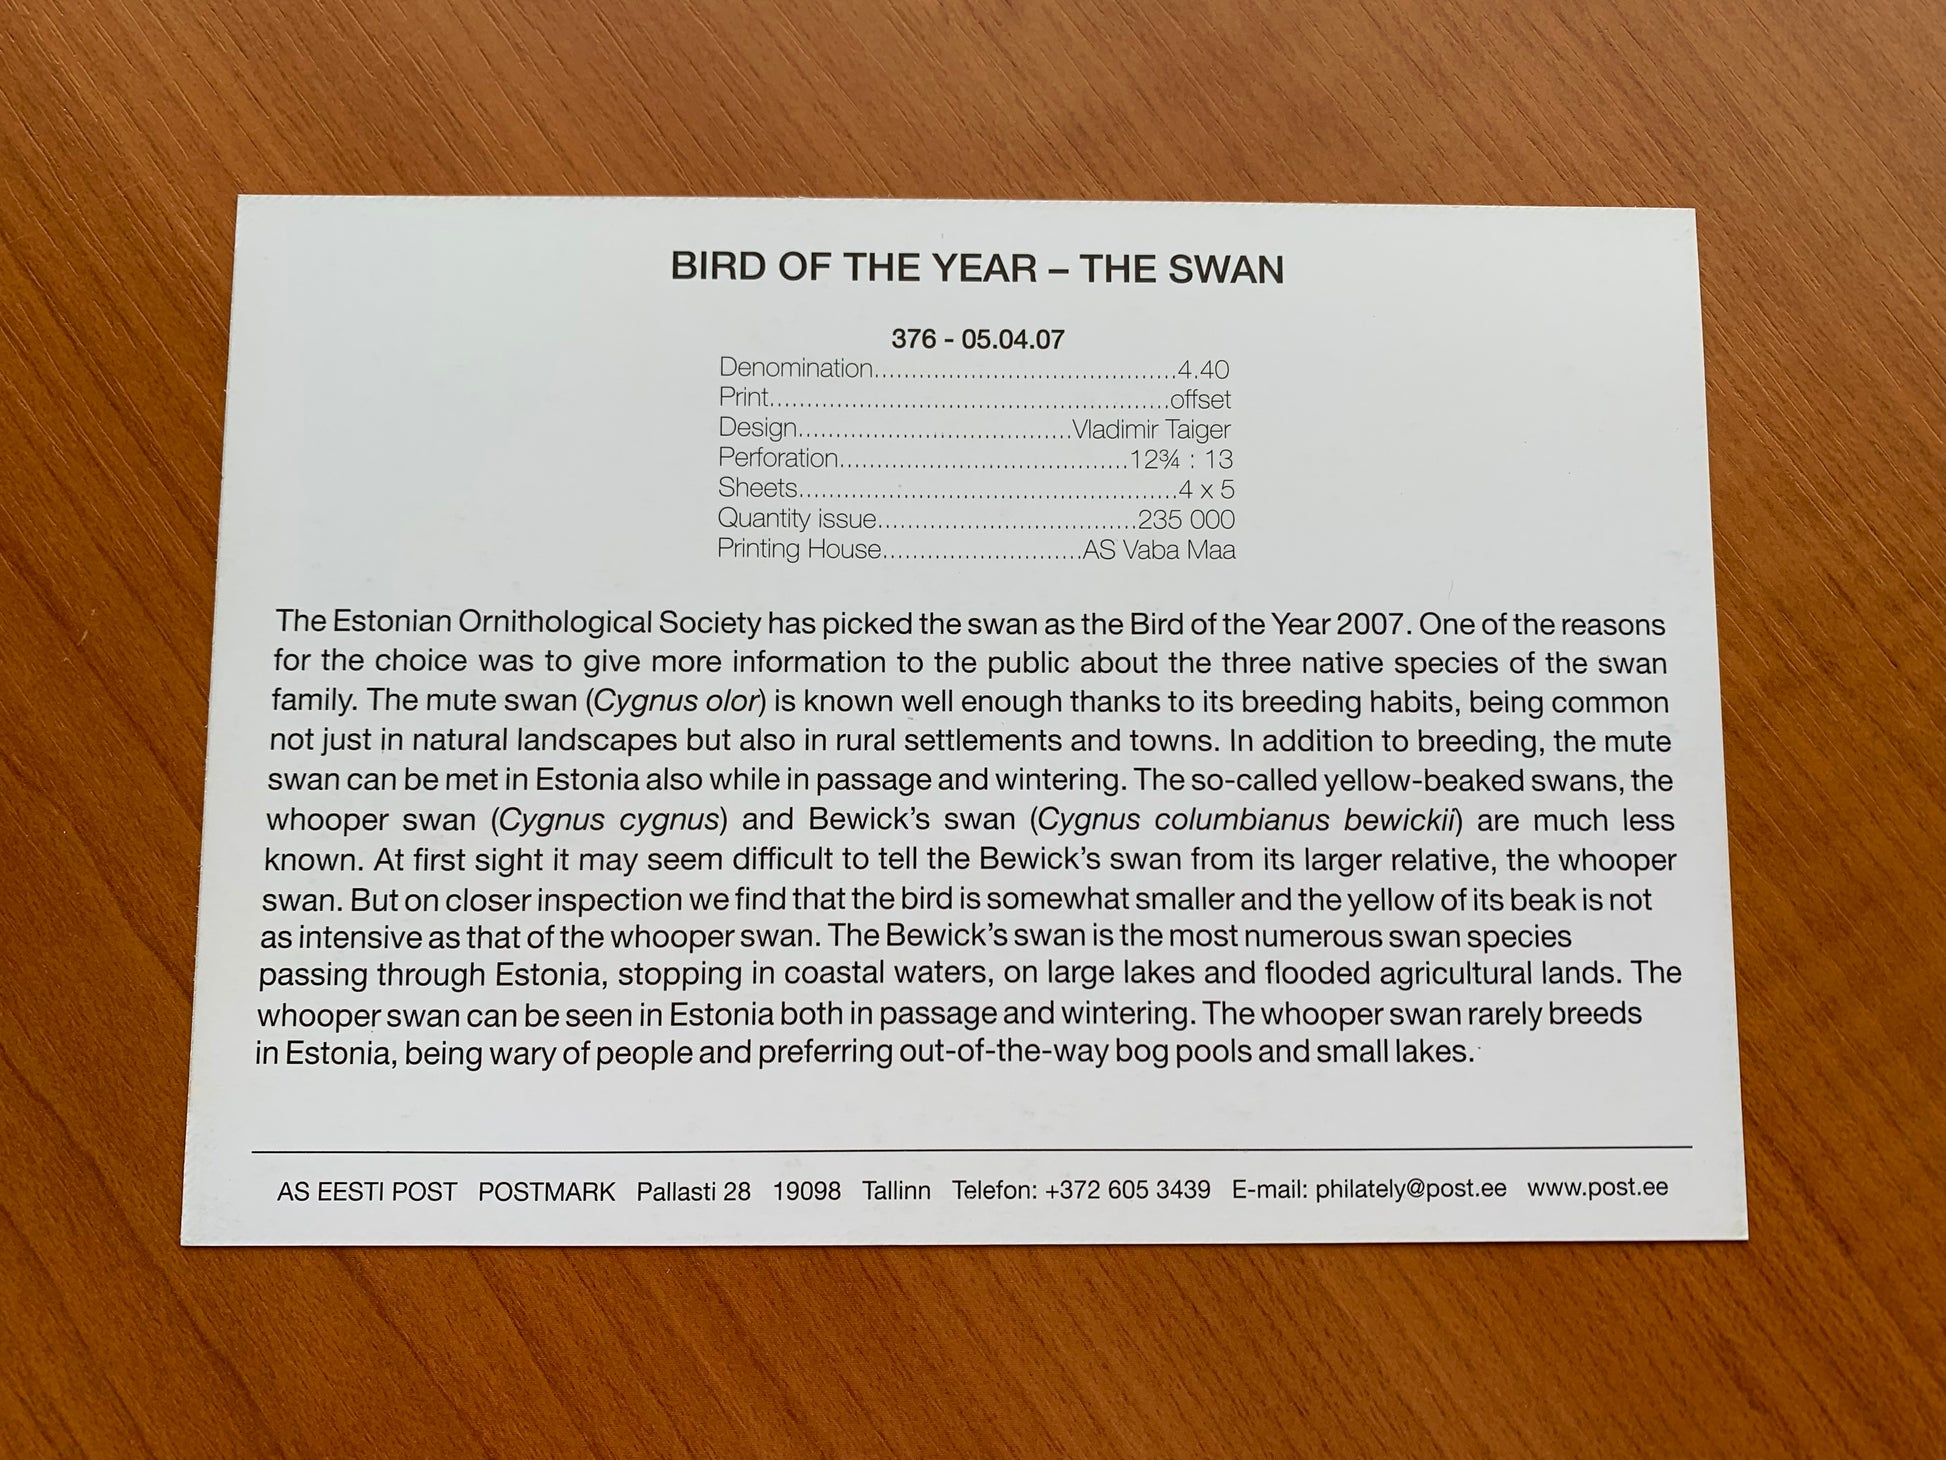 BIRD OF THE YEAR – THE SWAN
376 - 05.04.07
Denomination.........................................4.40
Print......................................................offset
Design.....................................Vladimir Taiger
Perforation.......................................12¾ : 13
Sheets...................................................4 x 5
Quantity issue...................................235 000
Printing House...........................AS Vaba Maa
The Estonian Ornithological Society has picked the swan as the Bird of the Year 2007. One of the reasons
for the choice was to give more information to the public about the three native species of the swan
family. The mute swan (Cygnus olor) is known well enough thanks to its breeding habits, being common
not just in natural landscapes but also in rural settlements and towns. In addition to breeding, the mute
swan can be met in Estonia also while in passage and wintering. The so-called yellow-beaked swans, the
whooper swan (Cygnus cygnus) and Bewick’s swan (Cygnus columbianus bewickii) are much less
known. At first sight it may seem difficult to tell the Bewick’s swan from its larger relative, the whooper
swan. But on closer inspection we find that the bird is somewhat smaller and the yellow of its beak is not
as intensive as that of the whooper swan. The Bewick’s swan is the most numerous swan species
passing through Estonia, stopping in coastal waters, on large lakes and flooded agricultural lands. The
whooper swan can be seen in Estonia both in passage and wintering. The whooper swan rarely breeds
in Estonia, being wary of people and preferring out-of-the-way bog pools and small lakes.
AS EESTI POST POSTMARK Pallasti 28 19098 Tallinn Telefon: +372 605 3439 E-mail: philately@post.ee www.post.ee